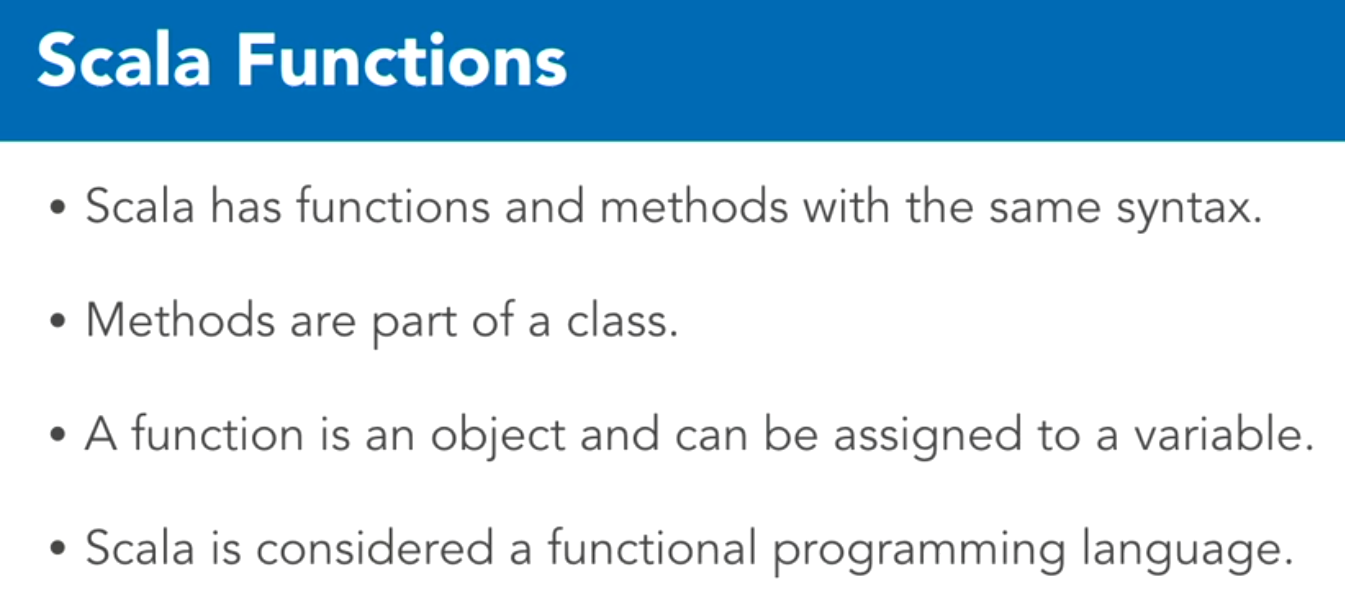 Scala Functions
• Scala has functions and methods with the same syntax.
• Methods are part of a class.
• A function is an object and can be assigned to a variable.
• Scala is considered a functional programming language.